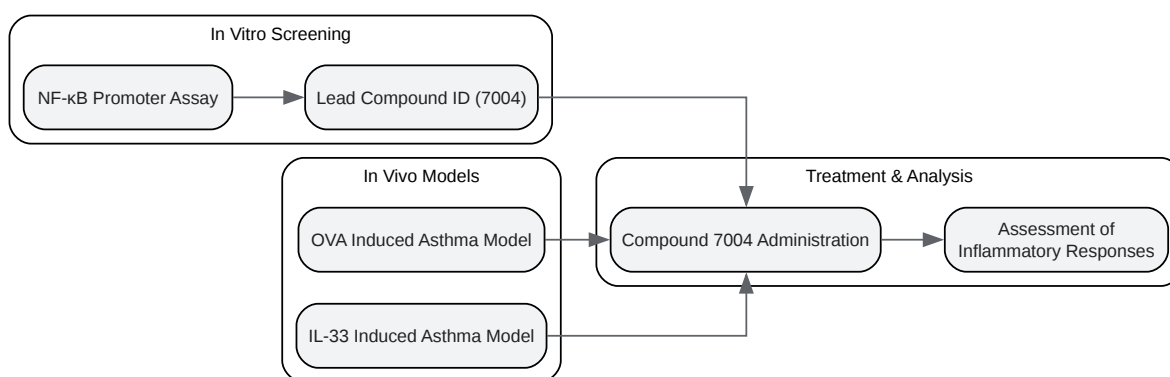 In Vitro Screening
NF-κB Promoter Assay
Lead Compound ID (7004)
In Vivo Models
OVA Induced Asthma Model
IL-33 Induced Asthma Model
Treatment & Analysis
Compound 7004 Administration
Assessment of
Inflammatory Responses